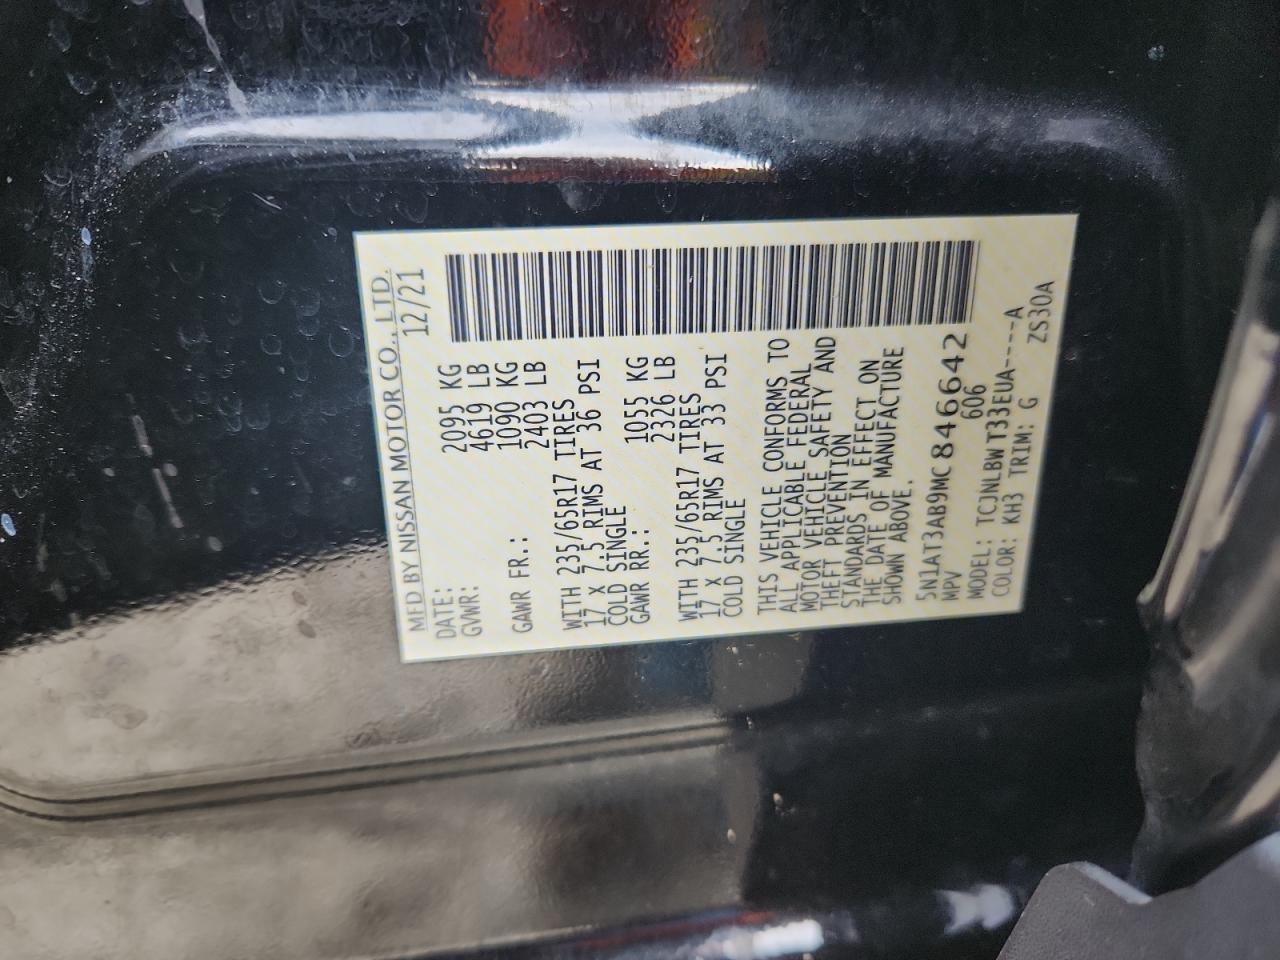 MFD BY NISSAN MOTOR CO., LTD.
DATE: 12/21
GVWR: 2095 KG
4619 LB
GAWR FR.: 1090 KG
2403 LB
WITH 235/65R17 TIRES
17 X 7.5 RIMS AT 36 PSI
COLD SINGLE
GAWR RR.: 1055 KG
2326 LB
WITH 235/65R17 TIRES
17 X 7.5 RIMS AT 33 PSI
COLD SINGLE
THIS VEHICLE CONFORMS TO
ALL APPLICABLE FEDERAL
MOTOR VEHICLE SAFETY AND
THEFT PREVENTION
STANDARDS IN EFFECT ON
THE DATE OF MANUFACTURE
SHOWN ABOVE.
5N1AT3AB9MC846642
MPV 606
MODEL: TCJNLBWT33EUA----A
COLOR: KH3 TRIM: G ZS30A